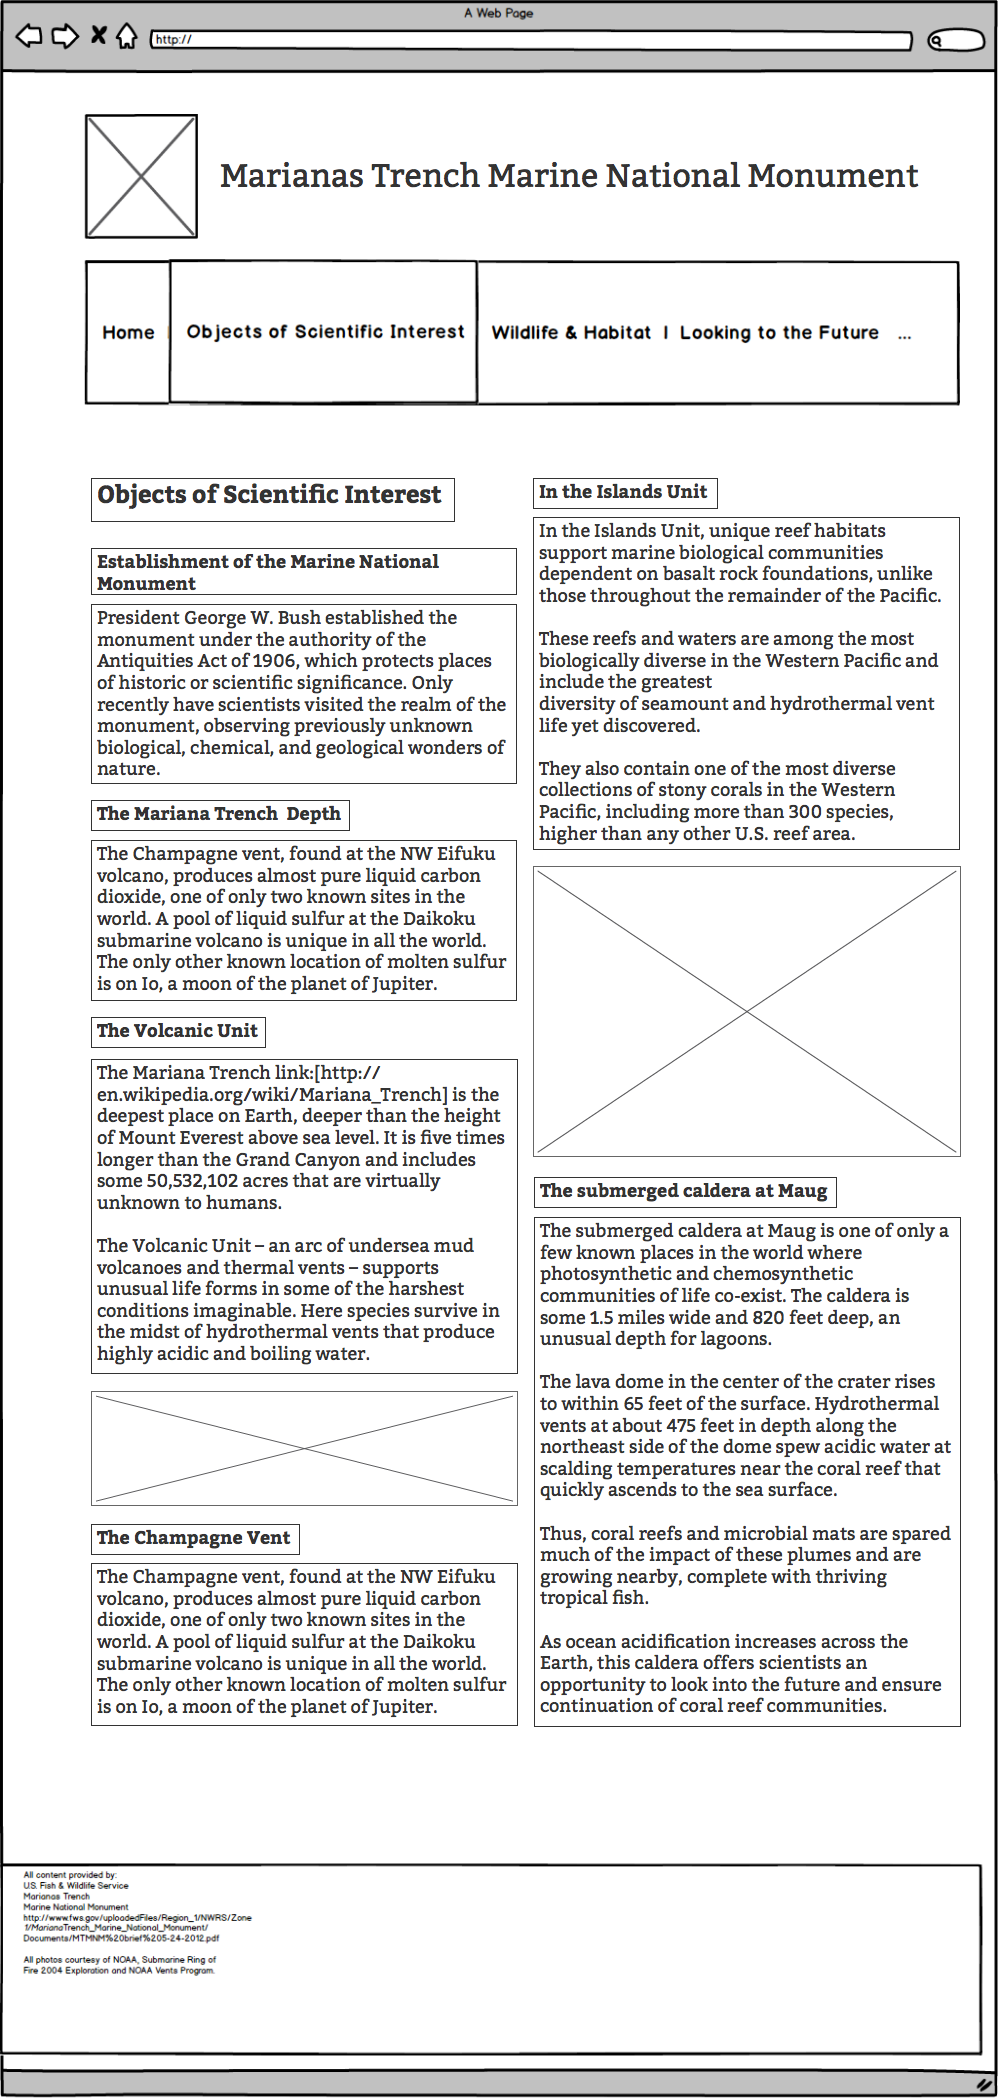 A Web Page
http://
Marianas Trench Marine National Monument
Home | Objects of Scientific Interest Wildlife & Habitat | Looking to the Future ...
Objects of Scientific Interest
Establishment of the Marine National
Monument
President George W. Bush established the
monument under the authority of the
Antiquities Act of 1906, which protects places
of historic or scientific significance. Only
recently have scientists visited the realm of the
monument, observing previously unknown
biological, chemical, and geological wonders of
nature.
The Mariana Trench  Depth
The Champagne vent, found at the NW Eifuku
volcano, produces almost pure liquid carbon
dioxide, one of only two known sites in the
world. A pool of liquid sulfur at the Daikoku
submarine volcano is unique in all the world.
The only other known location of molten sulfur
is on Io, a moon of the planet of Jupiter.
The Volcanic Unit
The Mariana Trench link:[http://
en.wikipedia.org/wiki/Mariana_Trench] is the
deepest place on Earth, deeper than the height
of Mount Everest above sea level. It is five times
longer than the Grand Canyon and includes
some 50,532,102 acres that are virtually
unknown to humans.
The Volcanic Unit – an arc of undersea mud
volcanoes and thermal vents – supports
unusual life forms in some of the harshest
conditions imaginable. Here species survive in
the midst of hydrothermal vents that produce
highly acidic and boiling water.
The Champagne Vent
The Champagne vent, found at the NW Eifuku
volcano, produces almost pure liquid carbon
dioxide, one of only two known sites in the
world. A pool of liquid sulfur at the Daikoku
submarine volcano is unique in all the world.
The only other known location of molten sulfur
is on Io, a moon of the planet of Jupiter.
In the Islands Unit
In the Islands Unit, unique reef habitats
support marine biological communities
dependent on basalt rock foundations, unlike
those throughout the remainder of the Pacific.
These reefs and waters are among the most
biologically diverse in the Western Pacific and
include the greatest
diversity of seamount and hydrothermal vent
life yet discovered.
They also contain one of the most diverse
collections of stony corals in the Western
Pacific, including more than 300 species,
higher than any other U.S. reef area.
The submerged caldera at Maug
The submerged caldera at Maug is one of only a
few known places in the world where
photosynthetic and chemosynthetic
communities of life co-exist. The caldera is
some 1.5 miles wide and 820 feet deep, an
unusual depth for lagoons.
The lava dome in the center of the crater rises
to within 65 feet of the surface. Hydrothermal
vents at about 475 feet in depth along the
northeast side of the dome spew acidic water at
scalding temperatures near the coral reef that
quickly ascends to the sea surface.
Thus, coral reefs and microbial mats are spared
much of the impact of these plumes and are
growing nearby, complete with thriving
tropical fish.
As ocean acidification increases across the
Earth, this caldera offers scientists an
opportunity to look into the future and ensure
continuation of coral reef communities.
All content provided by:
U.S. Fish & Wildlife Service
Marianas Trench
Marine National Monument
http://www.fws.gov/uploadedFiles/Region_1/NWRS/Zone
1/MarianaTrench_Marine_National_Monument/
Documents/MTMNM%20brief%205-24-2012.pdf
All photos courtesy of NOAA, Submarine Ring of
Fire 2004 Exploration and NOAA Vents Program.